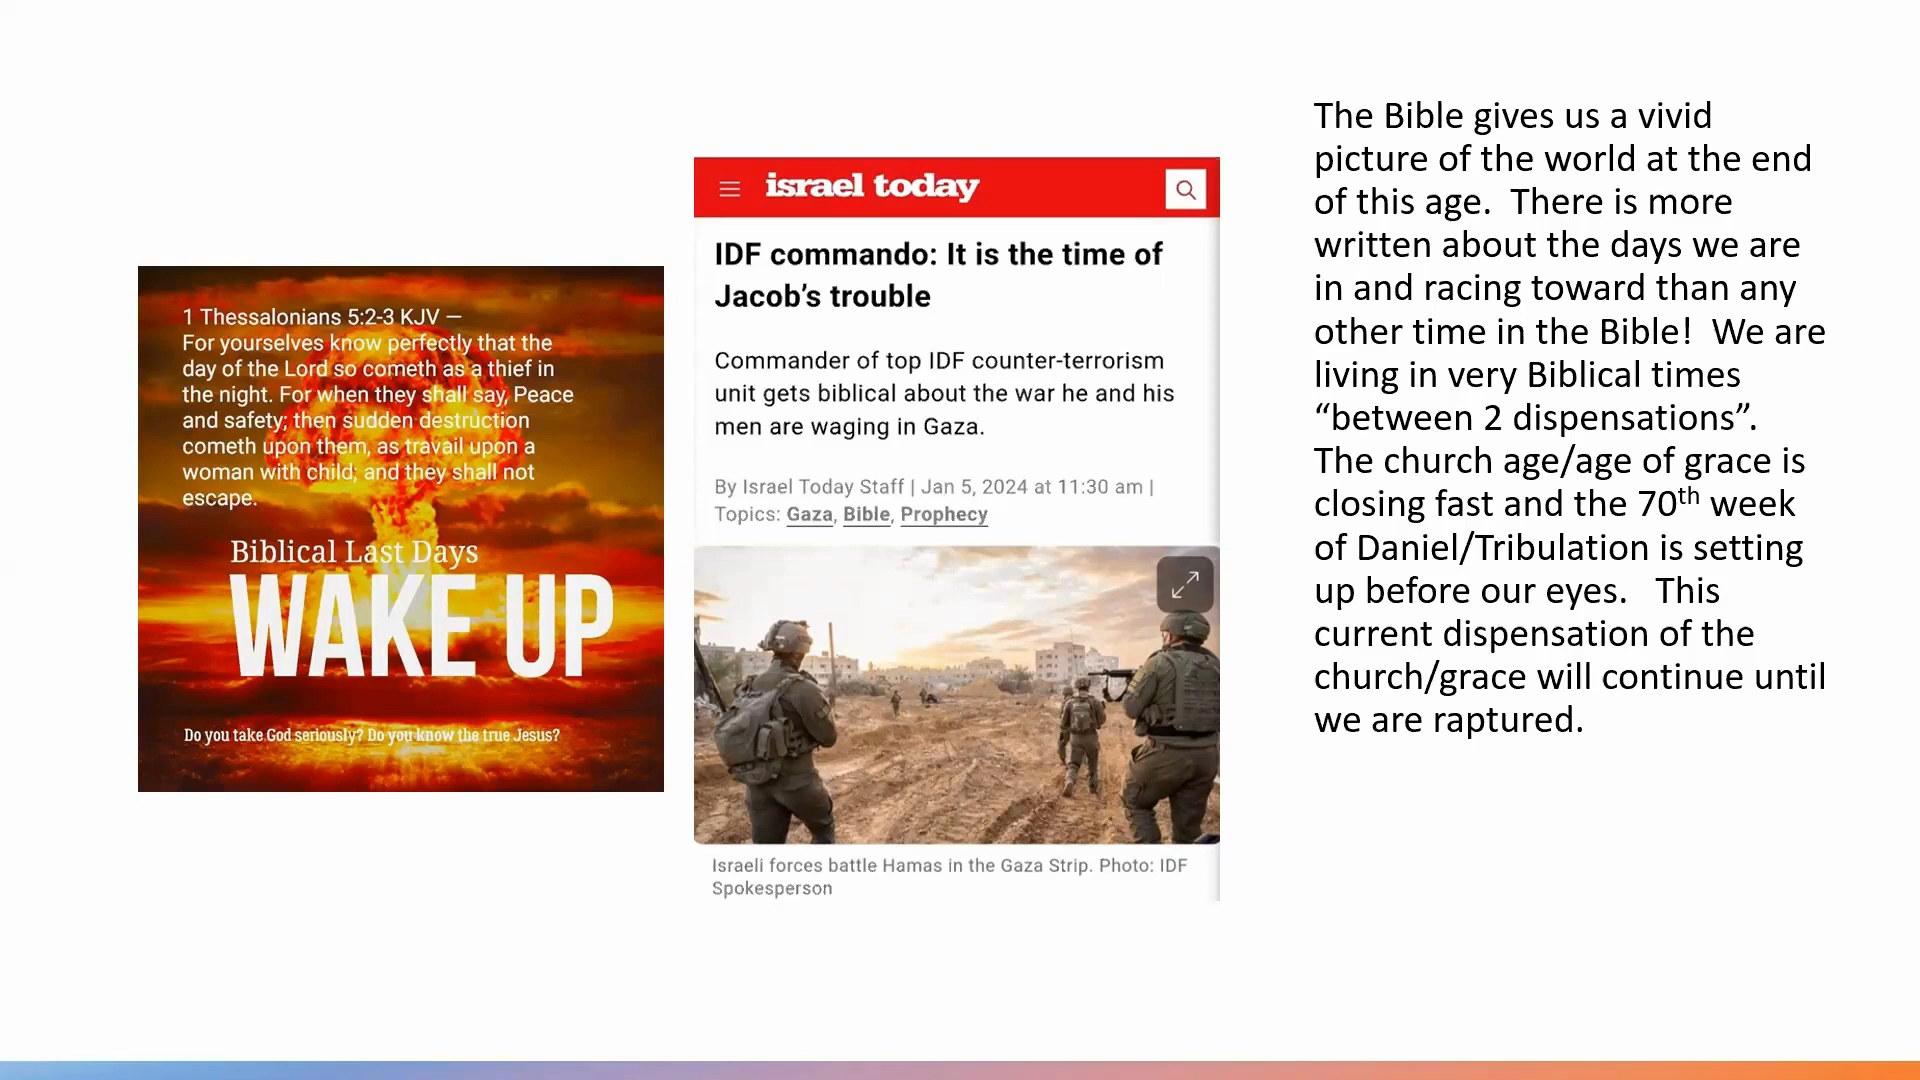 1 Thessalonians 5:2-3 KJV —
For yourselves know perfectly that the
day of the Lord so cometh as a thief in
the night. For when they shall say, Peace
and safety; then sudden destruction
cometh upon them, as travail upon a
woman with child; and they shall not
escape.
Biblical Last Days
WAKE UP
Do you take God seriously? Do you know the true Jesus?
israel today
IDF commando: It is the time of
Jacob’s trouble
Commander of top IDF counter-terrorism
unit gets biblical about the war he and his
men are waging in Gaza.
By Israel Today Staff | Jan 5, 2024 at 11:30 am |
Topics: Gaza, Bible, Prophecy
Israeli forces battle Hamas in the Gaza Strip. Photo: IDF
Spokesperson
The Bible gives us a vivid
picture of the world at the end
of this age.  There is more
written about the days we are
in and racing toward than any
other time in the Bible!  We are
living in very Biblical times
“between 2 dispensations”.
The church age/age of grace is
closing fast and the 70th week
of Daniel/Tribulation is setting
up before our eyes.   This
current dispensation of the
church/grace will continue until
we are raptured.